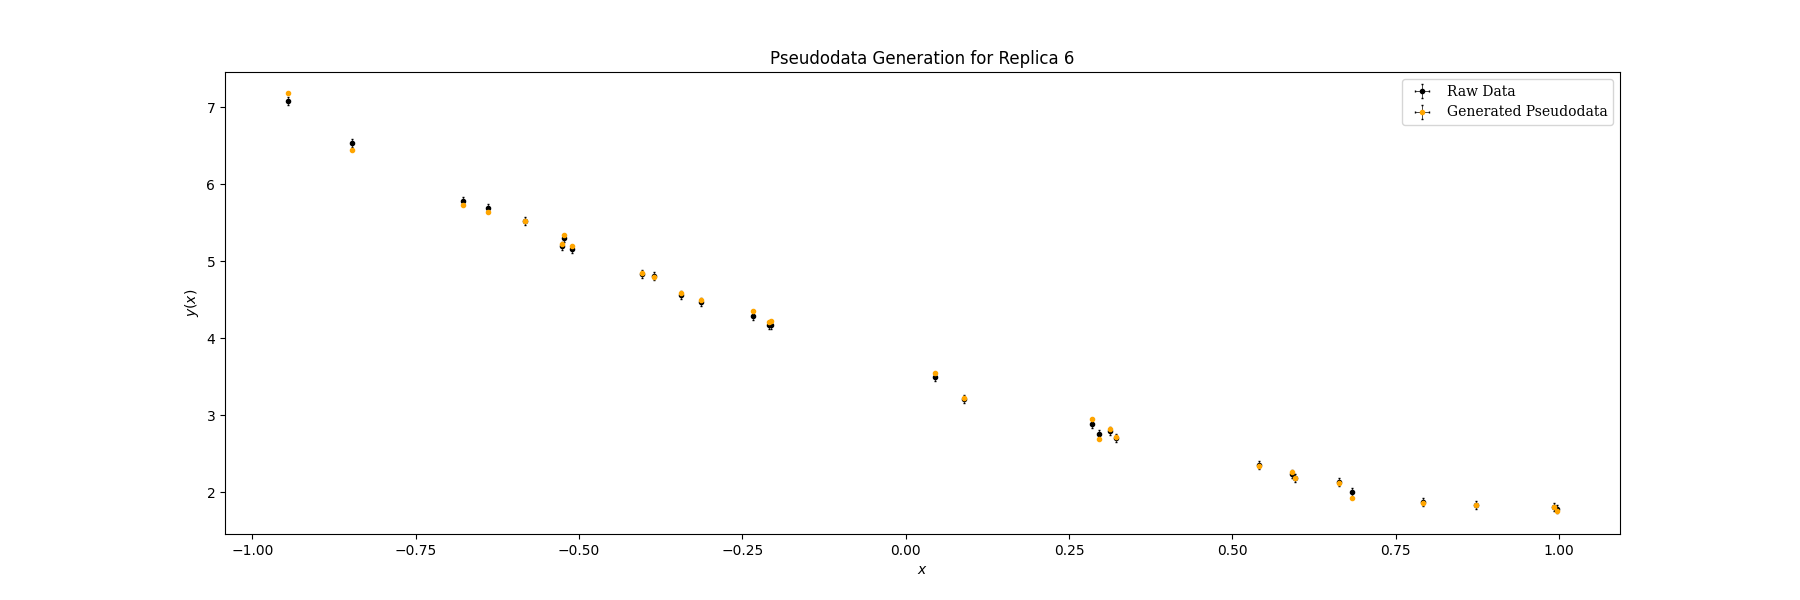 Pseudodata Generation for Replica 6
Raw Data
Generated Pseudodata
7
6
5
4
3
2
y(x)
−1.00 −0.75 −0.50 −0.25 0.00 0.25 0.50 0.75 1.00
x